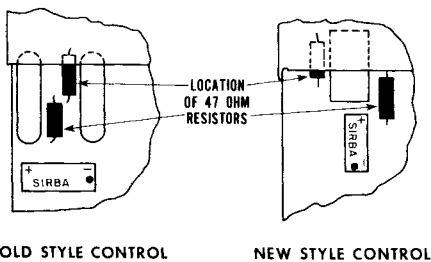 LOCATION
OF 47 OHM
RESISTORS
+ −
SIRBA
+ −
SIRBA
OLD STYLE CONTROL
NEW STYLE CONTROL